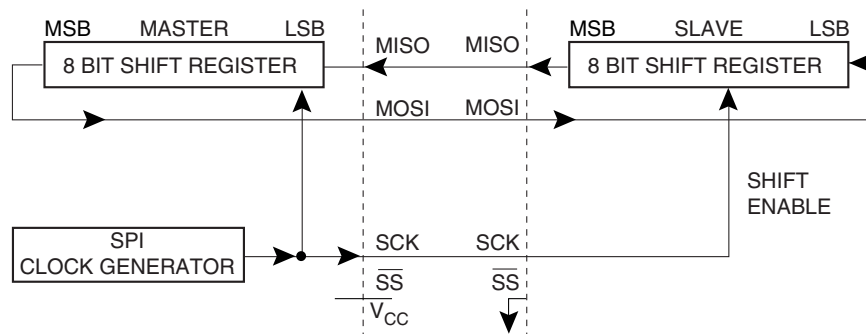 MSB MASTER LSB
8 BIT SHIFT REGISTER
MISO MISO
MSB SLAVE LSB
8 BIT SHIFT REGISTER
MOSI MOSI
SHIFT
ENABLE
SPI
CLOCK GENERATOR
SCK SCK
SS SS
VCC